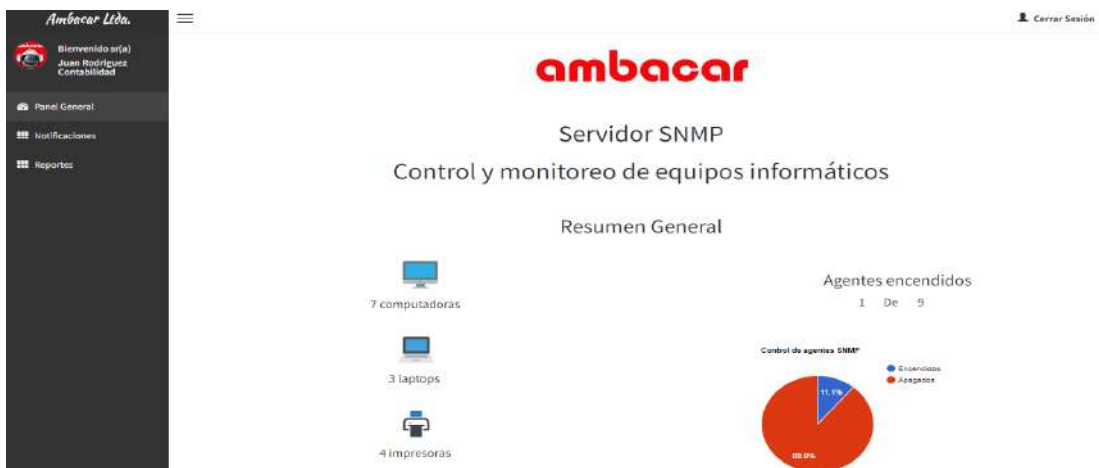 Ambacar Ltda.
Cerrar Sesión
Bienvenido sr(a)
Juan Rodriguez
Contabilidad
Panel General
Notificaciones
Reportes
ambacar
Servidor SNMP
Control y monitoreo de equipos informáticos
Resumen General
7 computadoras
3 laptops
4 impresoras
Agentes encendidos
1 De 9
Control de agentes SNMP
Encendidos
Apagados
11.1%